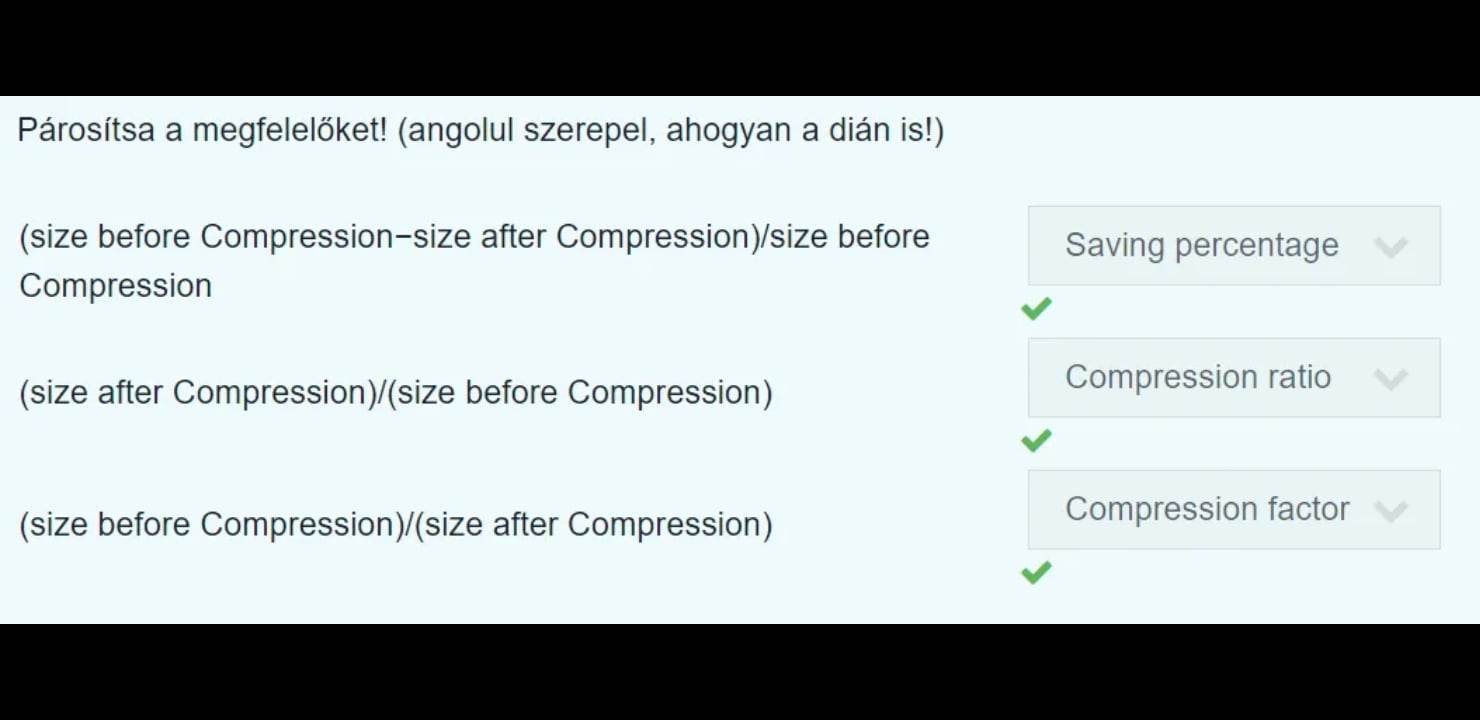 Párosítsa a megfelelőket! (angolul szerepel, ahogyan a dián is!)
(size before Compression−size after Compression)/size before
Compression
Saving percentage
(size after Compression)/(size before Compression)
Compression ratio
(size before Compression)/(size after Compression)
Compression factor